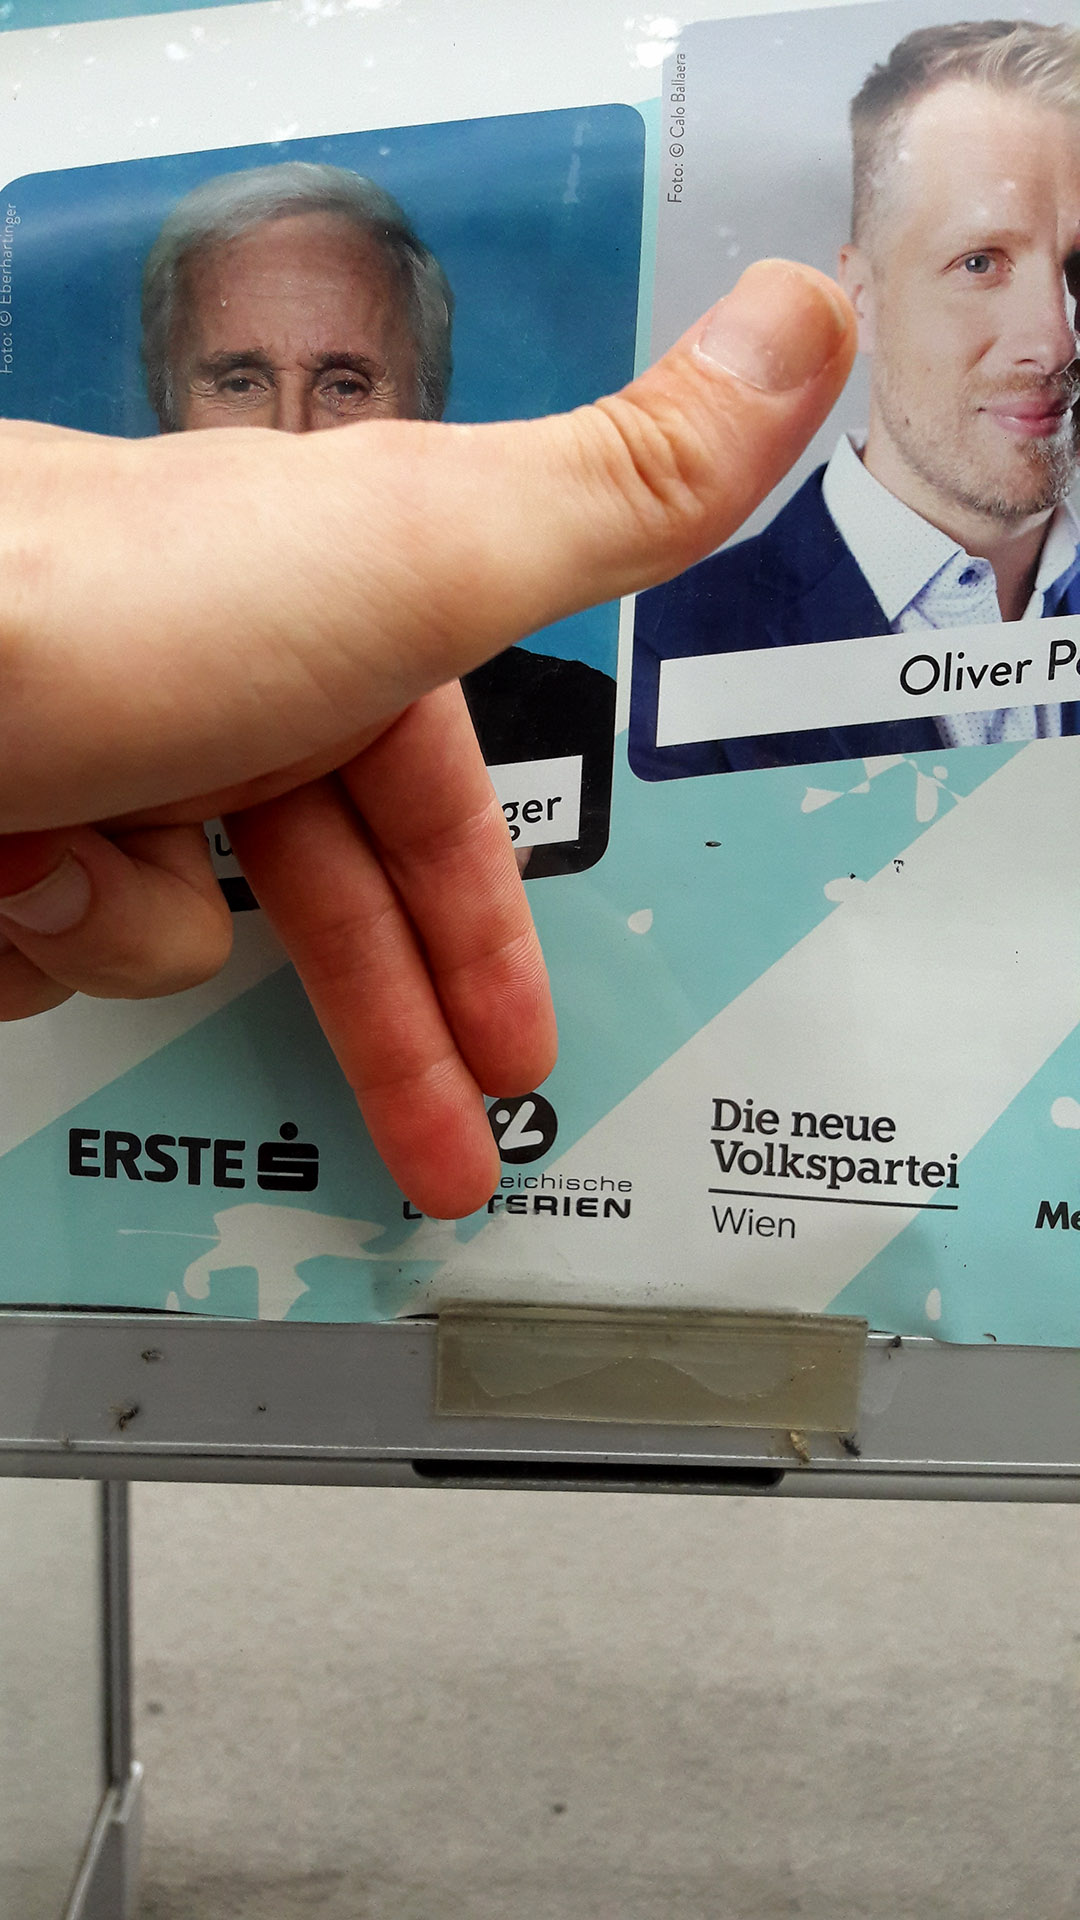 Foto: © Eberhartinger
Foto: © Calo Ballaera
Oliver
ger
ERSTE
eichische
TERIEN
Die neue
Volkspartei
Wien
Me